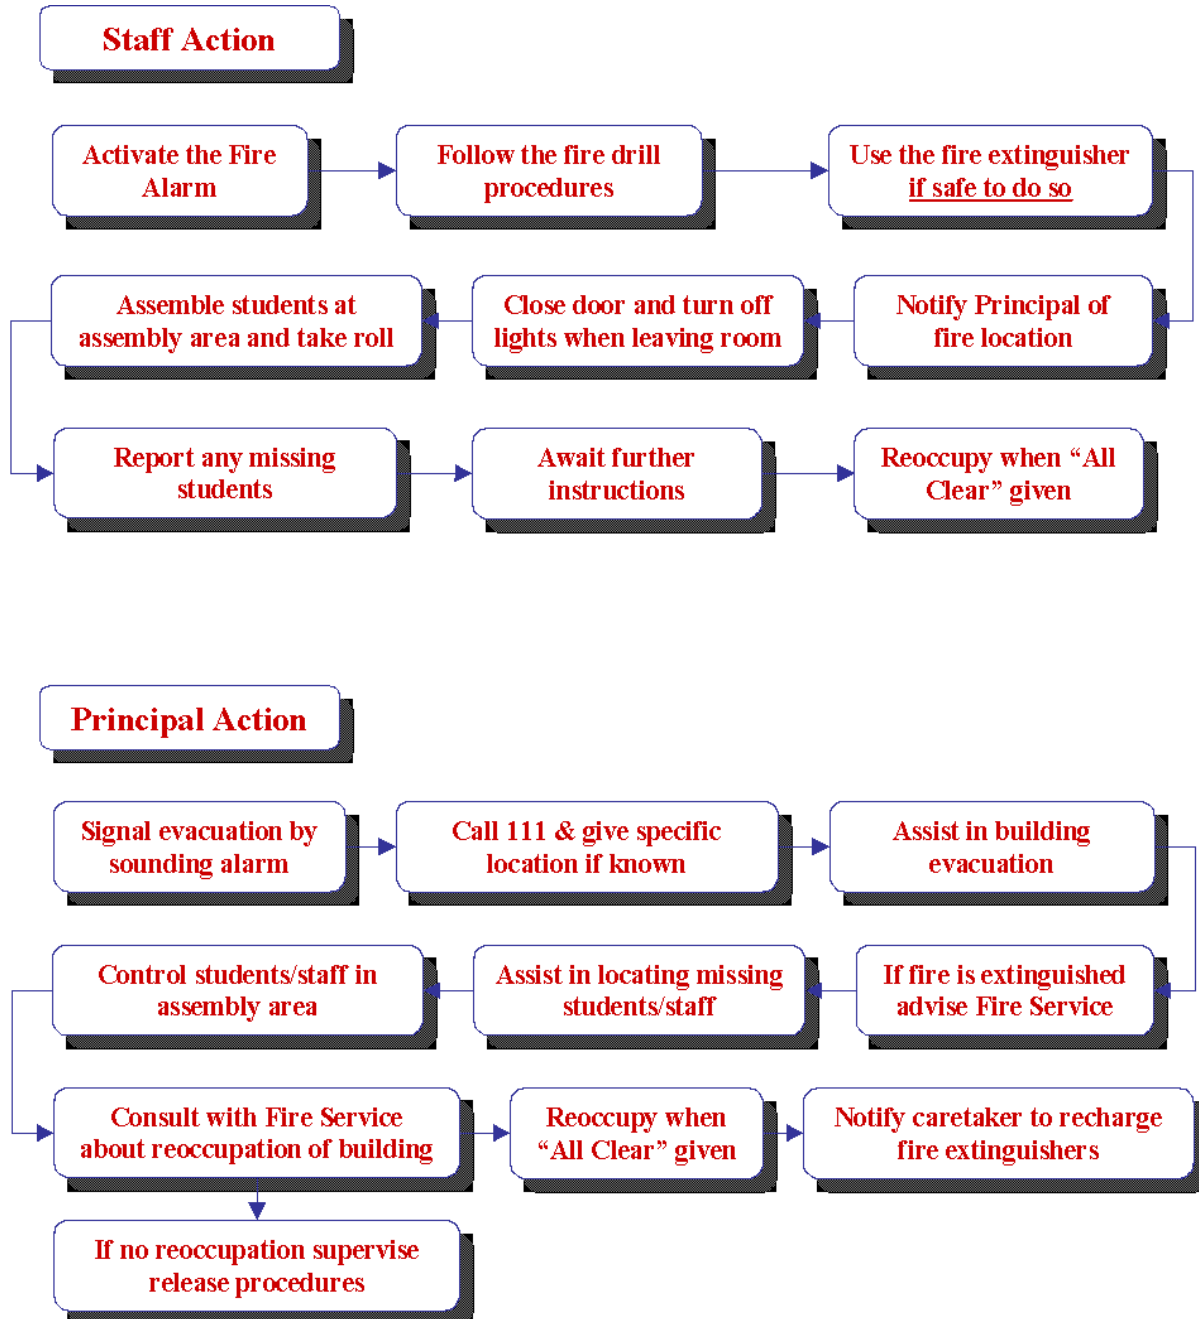 Staff Action
Activate the Fire
Alarm
Follow the fire drill
procedures
Use the fire extinguisher
if safe to do so
Notify Principal of
fire location
Close door and turn off
lights when leaving room
Assemble students at
assembly area and take roll
Report any missing
students
Await further
instructions
Reoccupy when “All
Clear” given
Principal Action
Signal evacuation by
sounding alarm
Call 111 & give specific
location if known
Assist in building
evacuation
If fire is extinguished
advise Fire Service
Assist in locating missing
students/staff
Control students/staff in
assembly area
Consult with Fire Service
about reoccupation of building
Reoccupy when
“All Clear” given
Notify caretaker to recharge
fire extinguishers
If no reoccupation supervise
release procedures